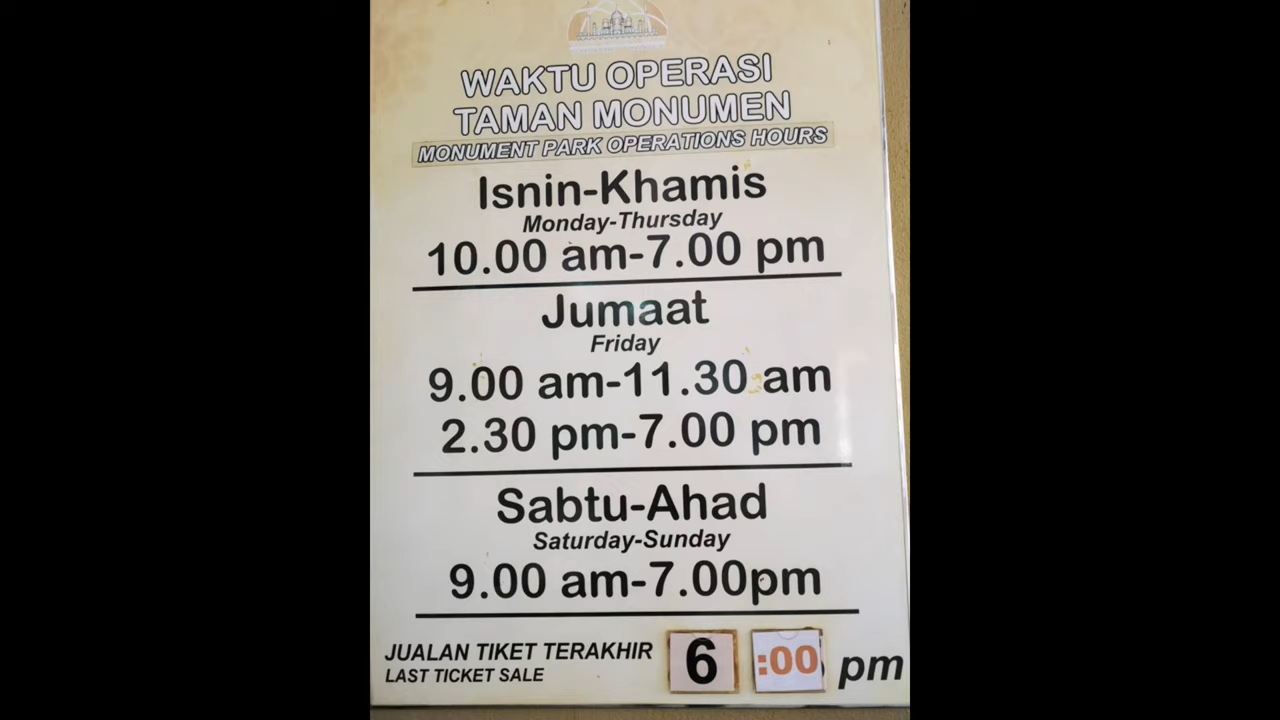 WAKTU OPERASI
TAMAN MONUMEN
MONUMENT PARK OPERATIONS HOURS
Isnin-Khamis
Monday-Thursday
10.00 am-7.00 pm
Jumaat
Friday
9.00 am-11.30 am
2.30 pm-7.00 pm
Sabtu-Ahad
Saturday-Sunday
9.00 am-7.00pm
JUALAN TIKET TERAKHIR 6 :00 pm
LAST TICKET SALE